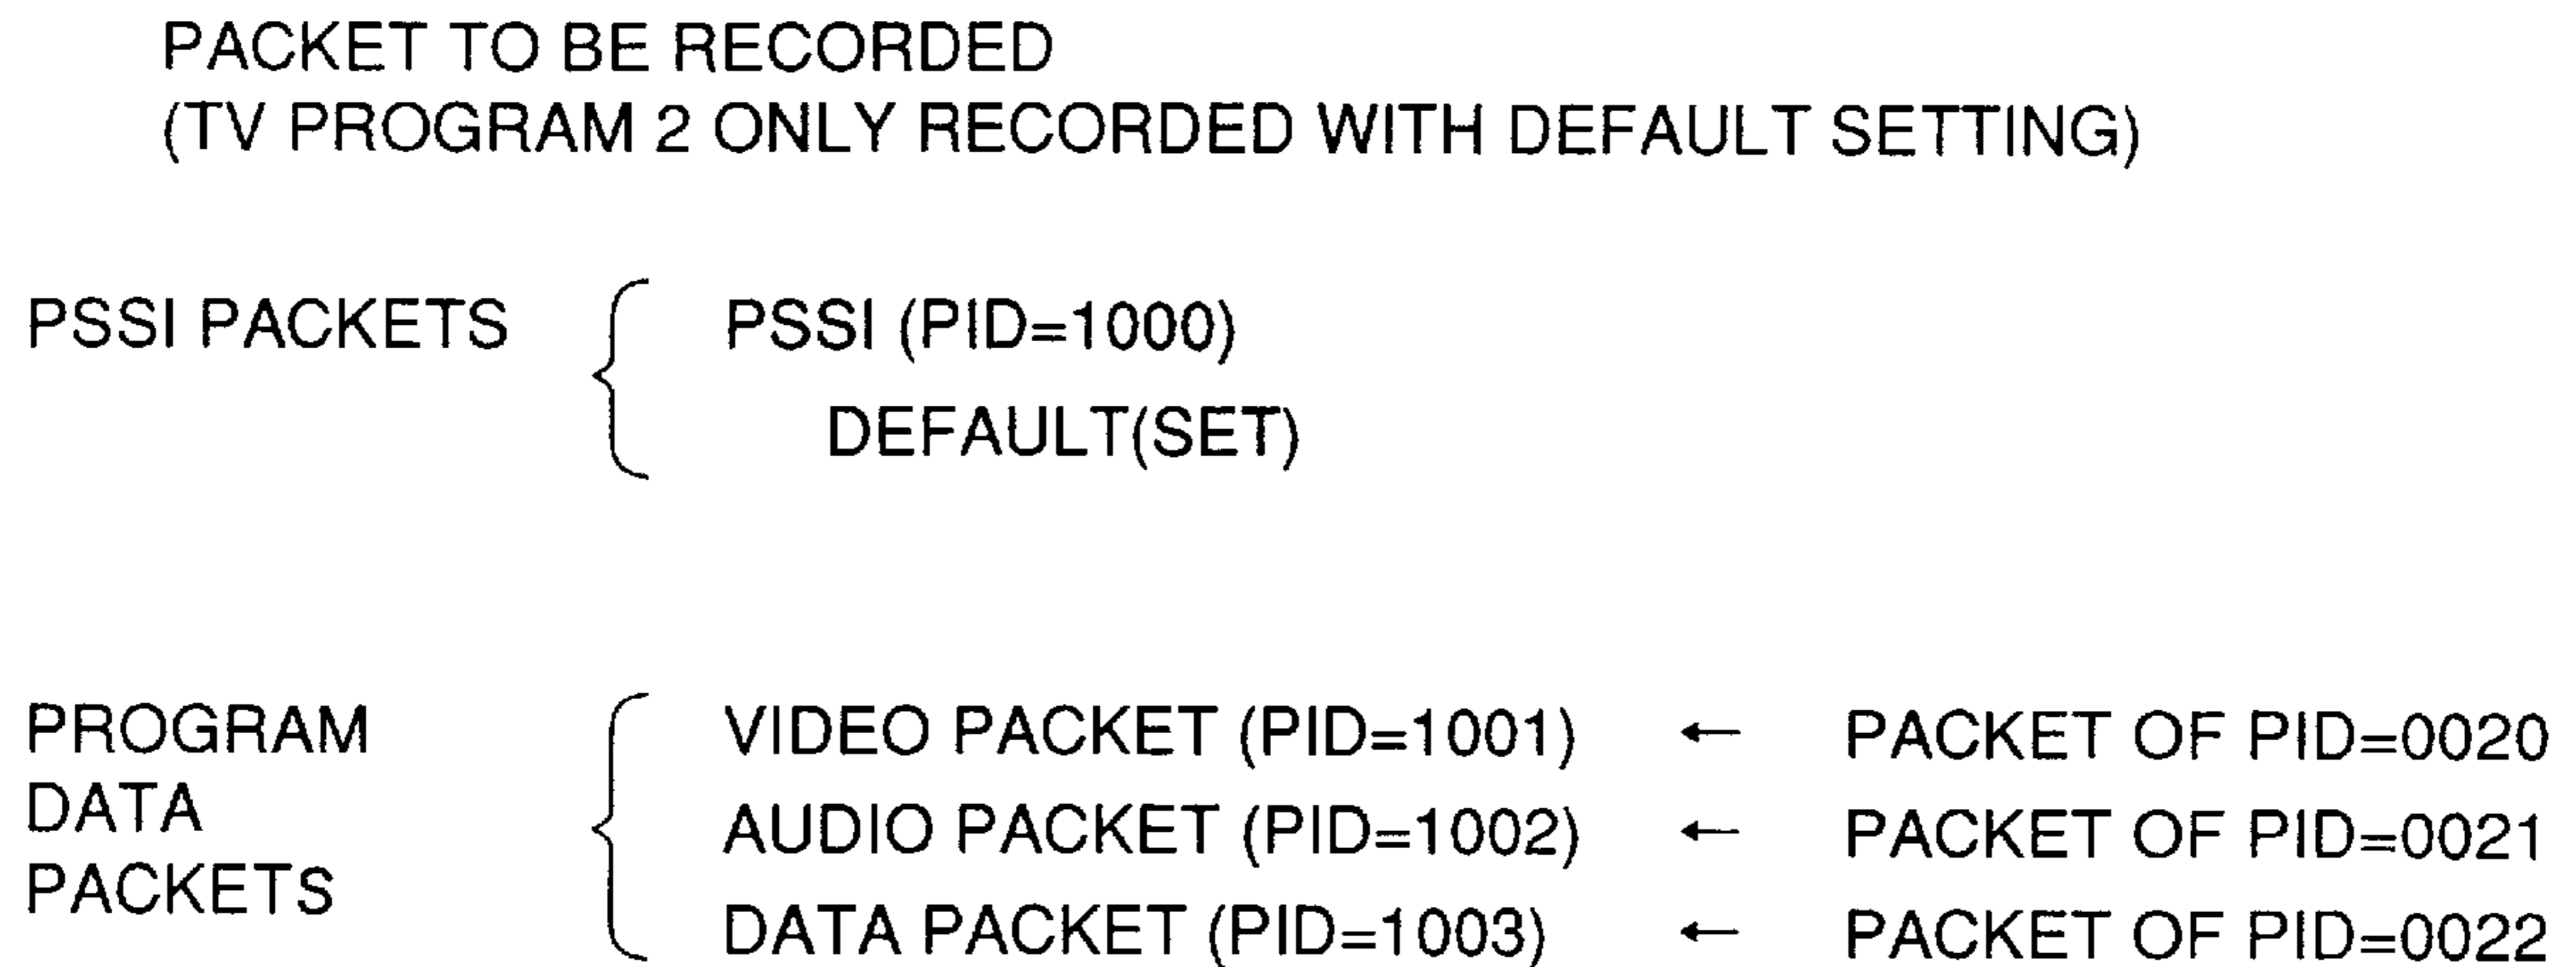 PACKET TO BE RECORDED
(TV PROGRAM 2 ONLY RECORDED WITH DEFAULT SETTING)
PSSI PACKETS
PSSI (PID=1000)
DEFAULT(SET)
PROGRAM
DATA
PACKETS
VIDEO PACKET (PID=1001) ← PACKET OF PID=0020
AUDIO PACKET (PID=1002) ← PACKET OF PID=0021
DATA PACKET (PID=1003) ← PACKET OF PID=0022